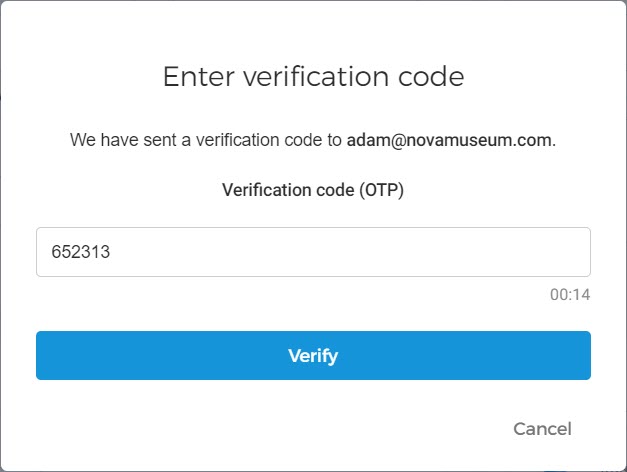 Enter verification code
We have sent a verification code to adam@novamuseum.com.
Verification code (OTP)
652313
00:14
Verify
Cancel